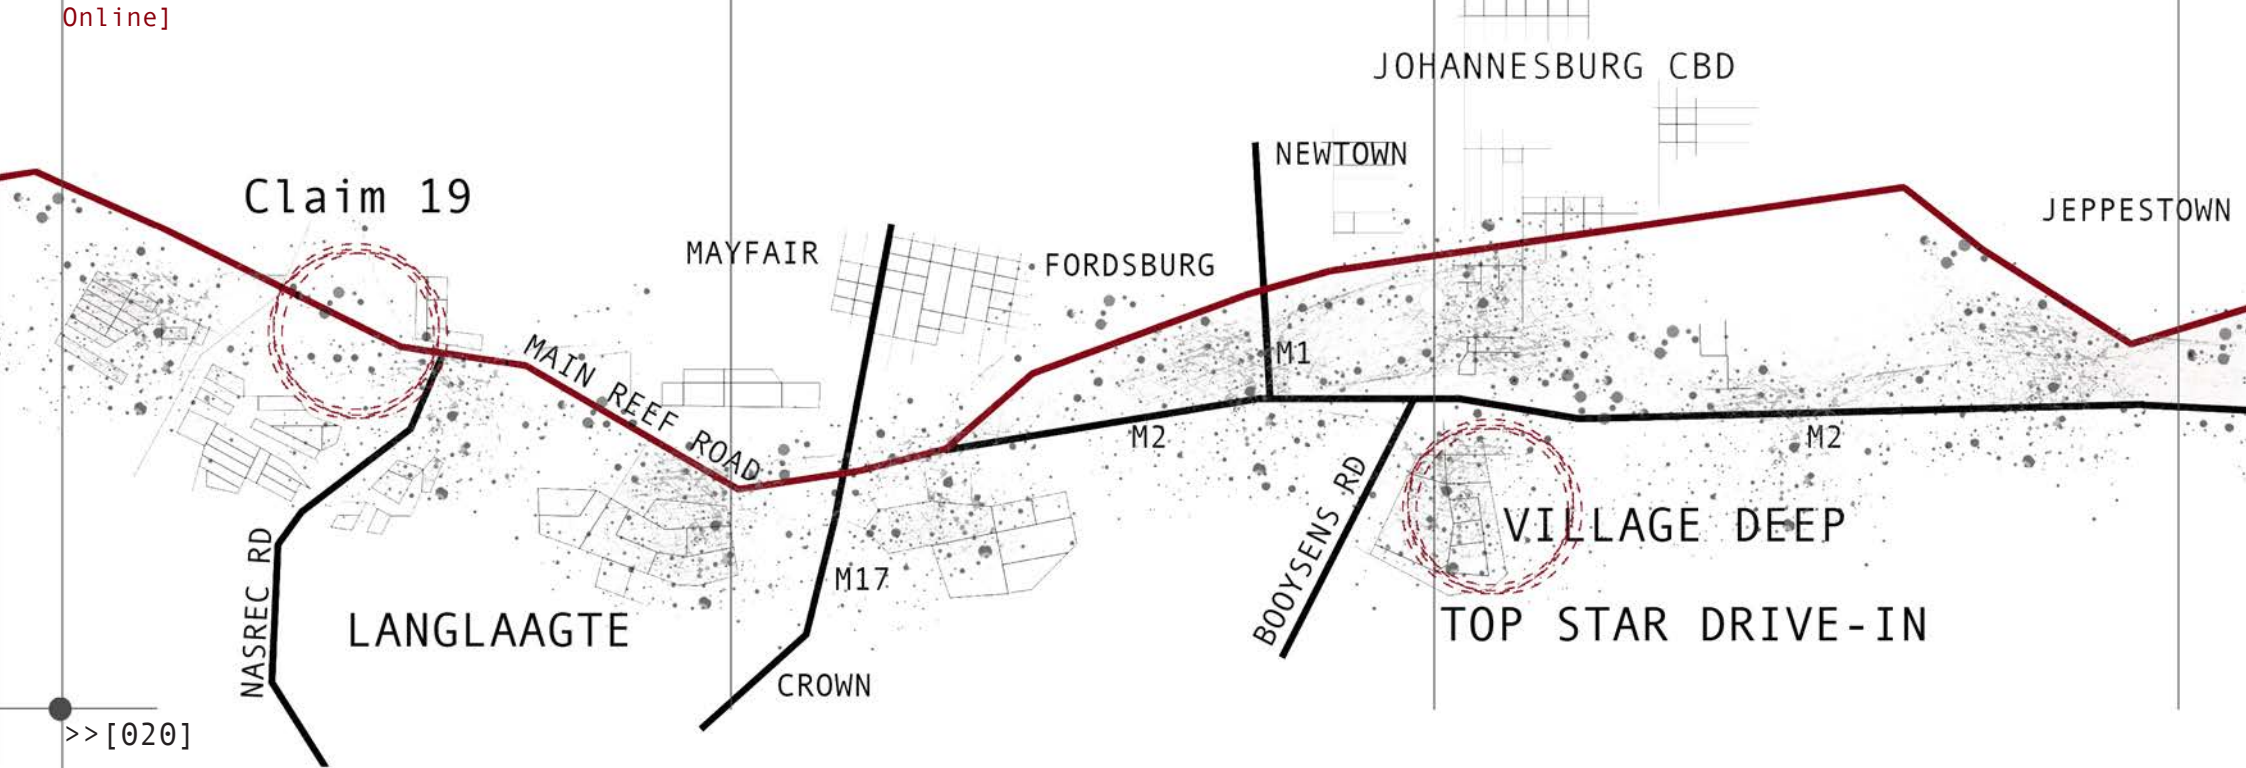 Online]
JOHANNESBURG CBD
NEWTOWN
Claim 19
JEPPESTOWN
MAYFAIR
FORDSBURG
M1
MAIN REEF ROAD
M2
M2
BOOYSENS RD
VILLAGE DEEP
M17
NASREC RD
LANGLAAGTE
TOP STAR DRIVE-IN
CROWN
>>[020]